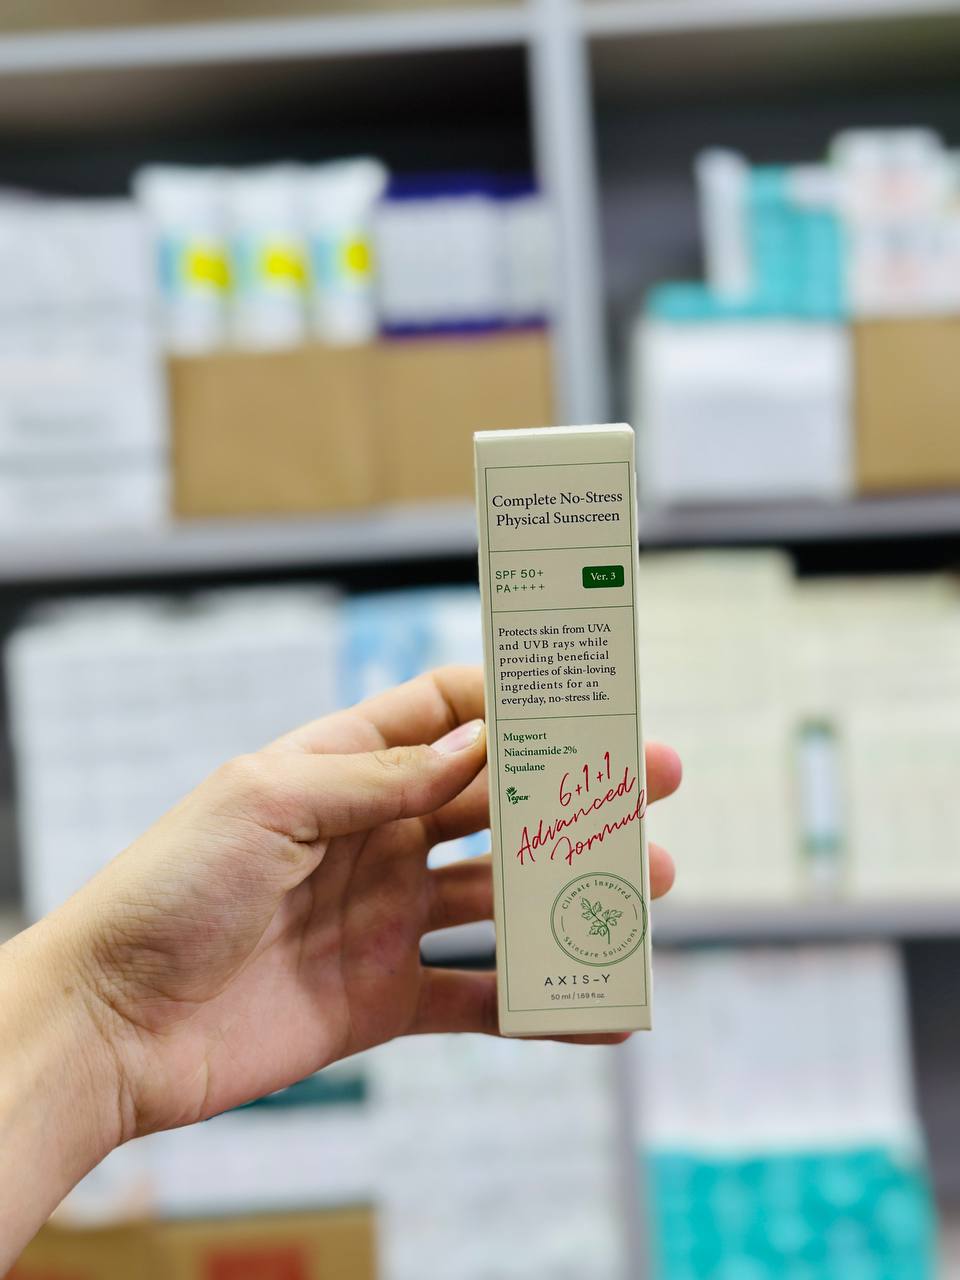 Complete No-Stress
Physical Sunscreen
SPF 50+
PA++++
Ver. 3
Protects skin from UVA
and UVB rays while
providing beneficial
properties of skin-loving
ingredients for an
everyday, no-stress life.
Mugwort
Niacinamide 2%
Squalane
Vegan
6+1+1
Advanced
Formul
Climate Inspired
Skincare Solutions
AXIS-Y
50 ml / 1.69 fl.oz.